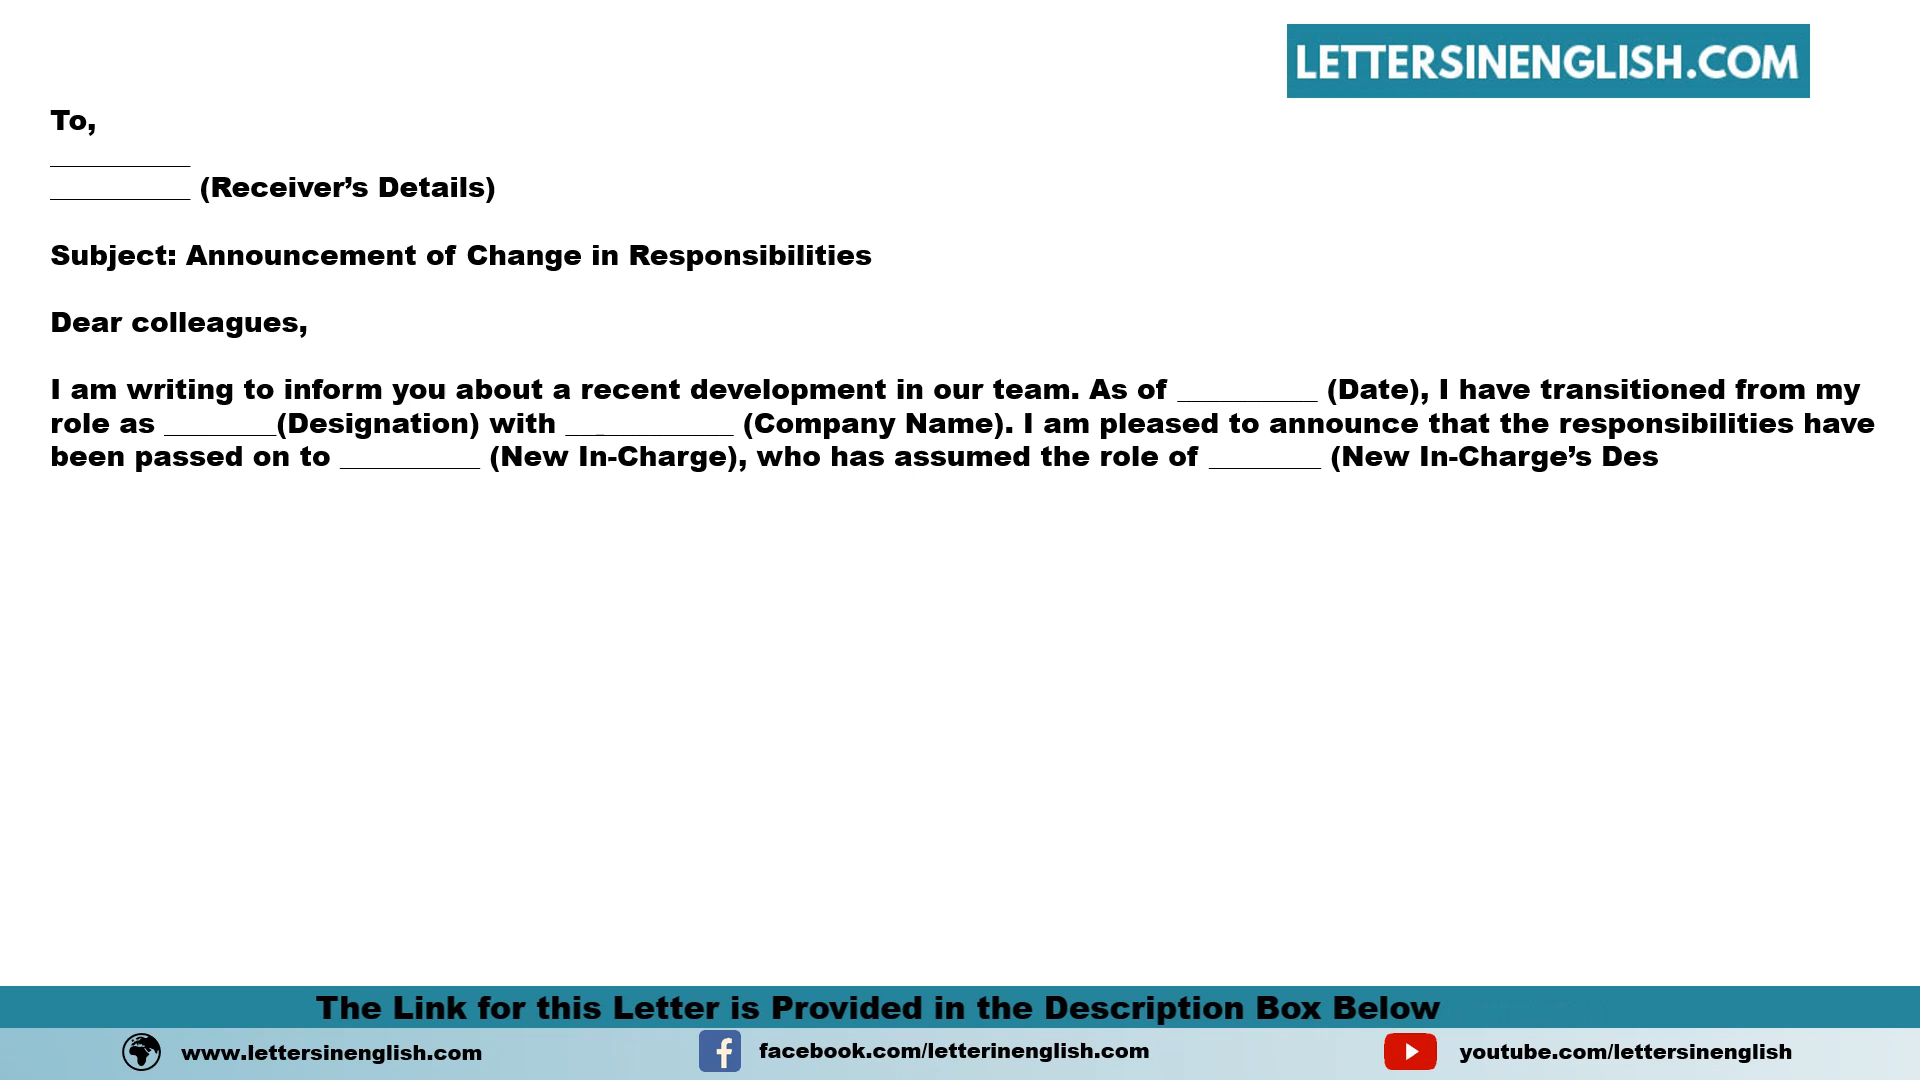 LETTERSINENGLISH.COM
To,
__________
__________ (Receiver’s Details)
Subject: Announcement of Change in Responsibilities
Dear colleagues,
I am writing to inform you about a recent development in our team. As of __________ (Date), I have transitioned from my
role as ________(Designation) with ____________ (Company Name). I am pleased to announce that the responsibilities have
been passed on to __________ (New In-Charge), who has assumed the role of ________ (New In-Charge’s Des
The Link for this Letter is Provided in the Description Box Below
www.lettersinenglish.com
facebook.com/letterinenglish.com
youtube.com/lettersinenglish